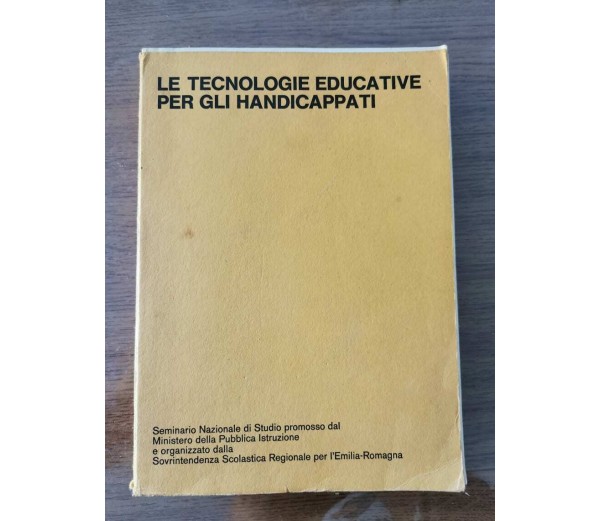 LE TECNOLOGIE EDUCATIVE
PER GLI HANDICAPPATI
Seminario Nazionale di Studio promosso dal
Ministero della Pubblica Istruzione
e organizzato dalla
Sovrintendenza Scolastica Regionale per l'Emilia-Romagna